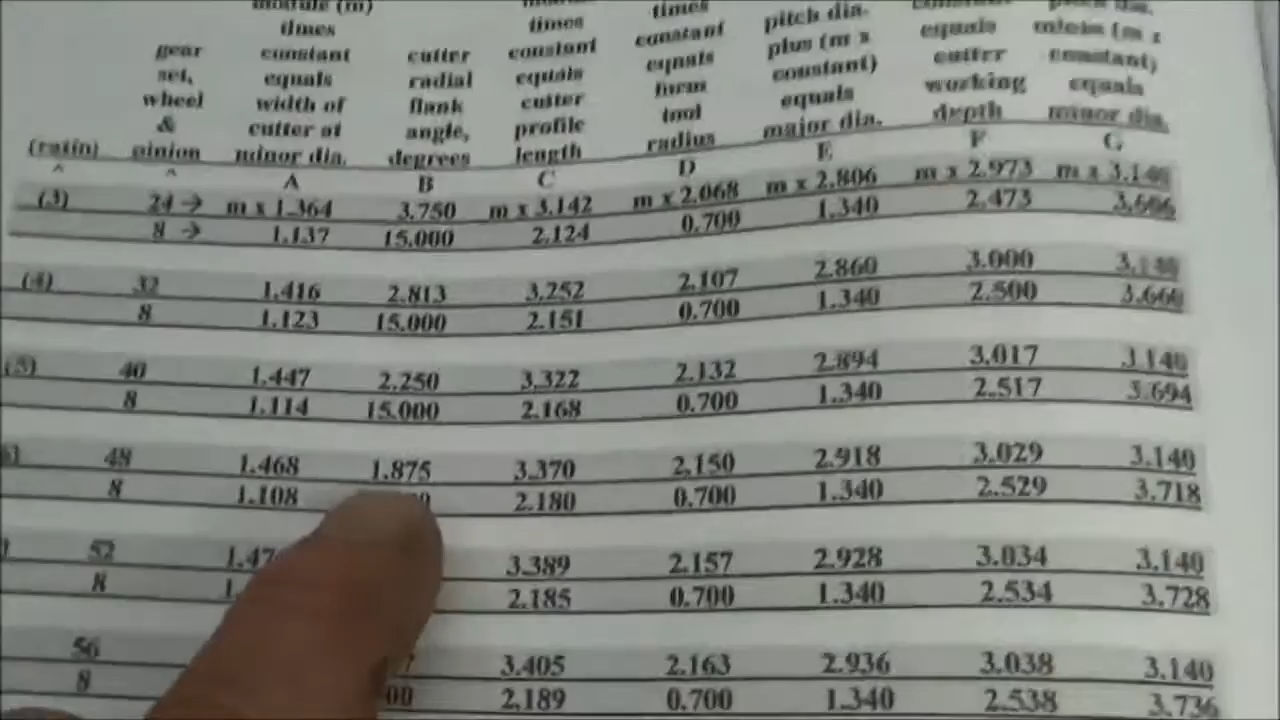 module (m) times
times times constant pitch dia. equals pitch dia.
gear constant cutter constant equals plus (m x cutter minus (m x
set, equals radial equals form constant) working constant)
wheel width of flank cutter tool equals depth equals
& cutter at angle, profile radius major dia. minor dia.
(ratio) pinion minor dia. degrees length
A B C D E F G
(3) 24 → m x 1.364 3.750 m x 3.142 m x 2.068 m x 2.806 m x 2.973 m x 3.140
8 → 1.137 15.000 2.124 0.700 1.340 2.473 3.606
(4) 32 1.416 2.813 3.252 2.107 2.860 3.000 3.140
8 1.123 15.000 2.151 0.700 1.340 2.500 3.660
(5) 40 1.447 2.250 3.322 2.132 2.894 3.017 3.140
8 1.114 15.000 2.168 0.700 1.340 2.517 3.694
48 1.468 1.875 3.370 2.150 2.918 3.029 3.140
8 1.108 2.180 0.700 1.340 2.529 3.718
52 3.389 2.157 2.928 3.034 3.140
8 2.185 0.700 1.340 2.534 3.728
56 3.405 2.163 2.936 3.038 3.140
8 2,189 0.700 1.340 2.538 3.736